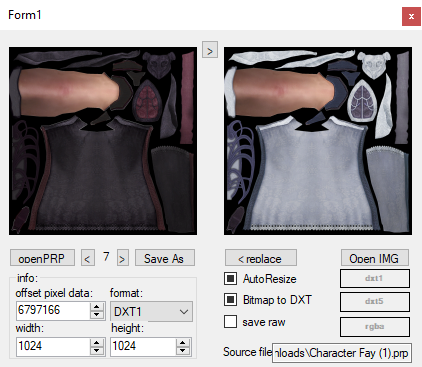 Form1
x
>
openPRP
<
7
>
Save As
< replace
Open IMG
info:
offset pixel data:
format:
6797166
DXT1
width:
height:
1024
1024
AutoResize
Bitmap to DXT
save raw
dxt1
dxt5
rgba
Source file
nloads\Character Fay (1).prp